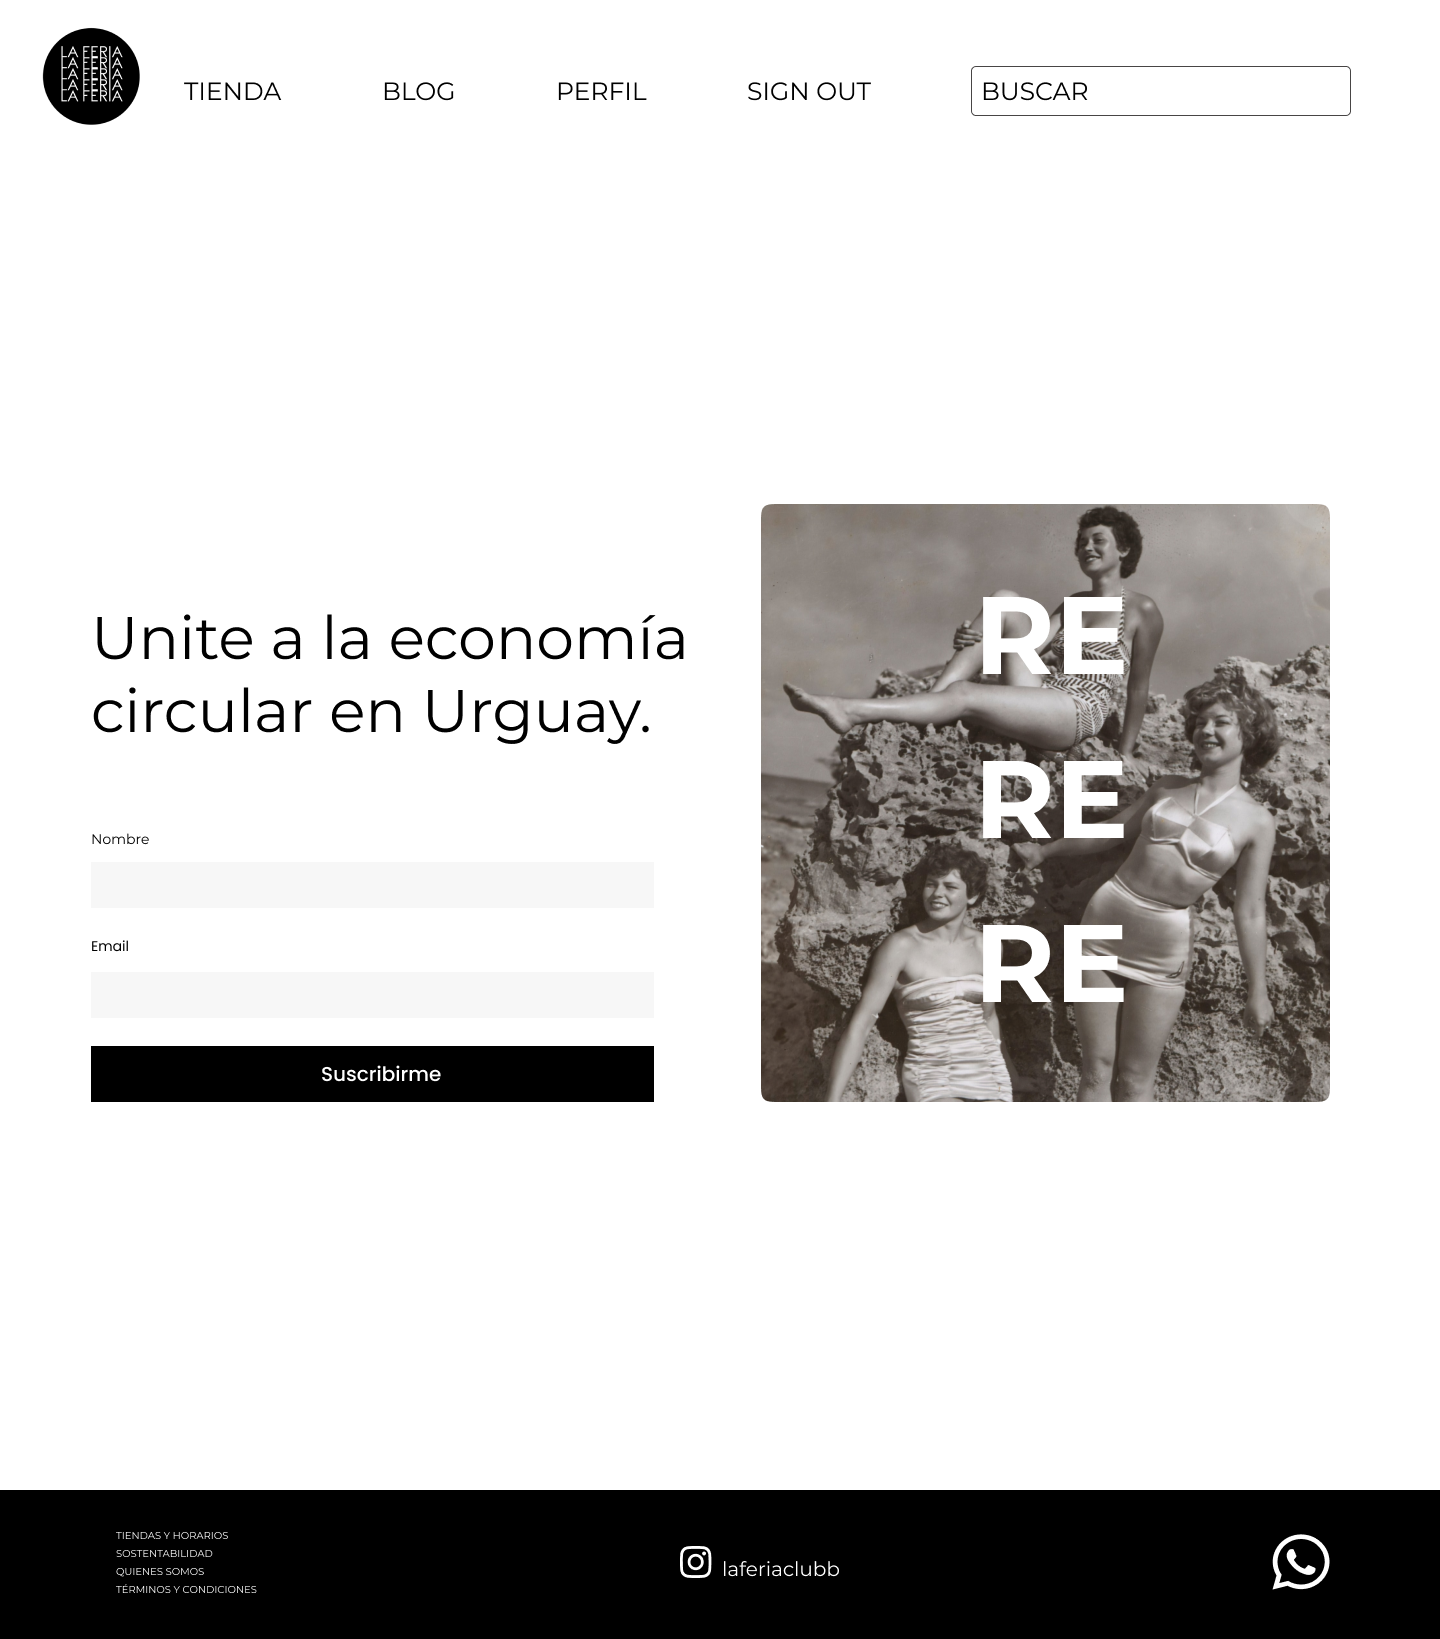 LA FERIA
LA FERIA
LA FERIA
LA FERIA
LA FERIA
TIENDA
BLOG
PERFIL
SIGN OUT
BUSCAR
Unite a la economía
circular en Urguay.
Nombre
Email
Suscribirme
RE
RE
RE
TIENDAS Y HORARIOS
SOSTENTABILIDAD
QUIENES SOMOS
TÉRMINOS Y CONDICIONES
laferiaclubb